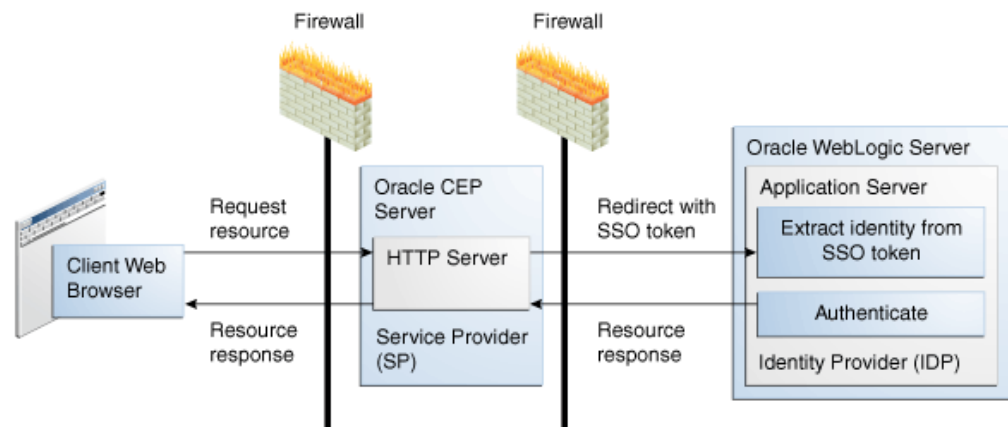 Firewall
Firewall
Oracle WebLogic Server
Oracle CEP
Server
Application Server
Request
resource
Redirect with
SSO token
Extract identity from
SSO token
Client Web
Browser
HTTP Server
Authenticate
Resource
response
Service Provider
(SP)
Resource
response
Identity Provider (IDP)